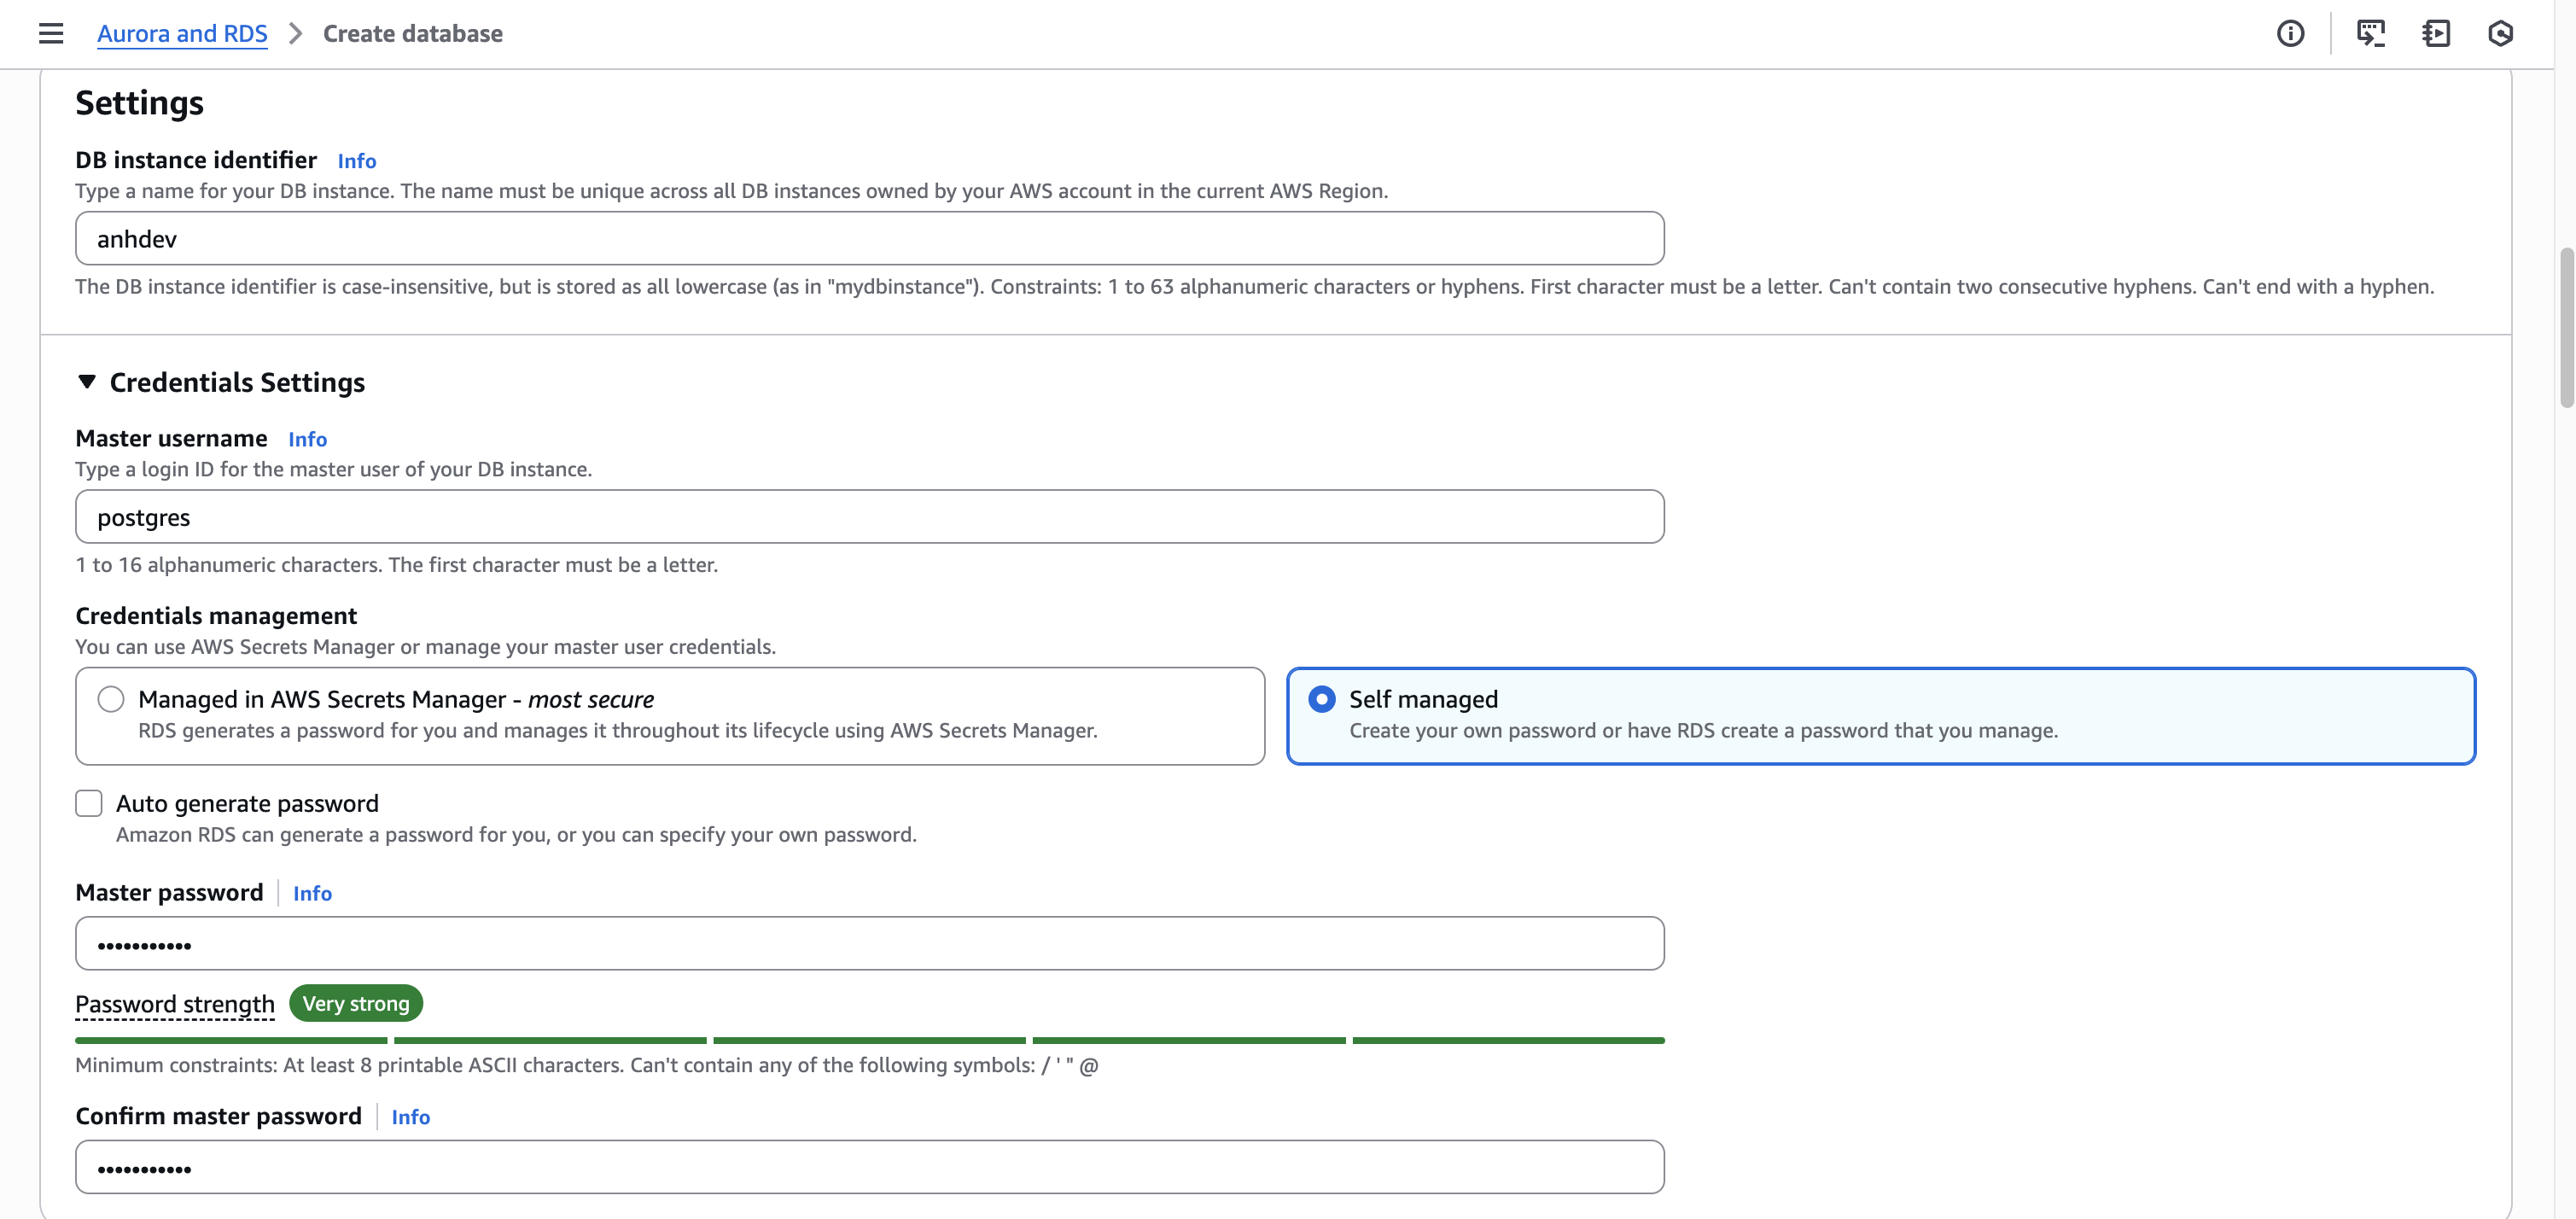 Aurora and RDS > Create database
Settings
DB instance identifier Info
Type a name for your DB instance. The name must be unique across all DB instances owned by your AWS account in the current AWS Region.
anhdev
The DB instance identifier is case-insensitive, but is stored as all lowercase (as in "mydbinstance"). Constraints: 1 to 63 alphanumeric characters or hyphens. First character must be a letter. Can't contain two consecutive hyphens. Can't end with a hyphen.
Credentials Settings
Master username Info
Type a login ID for the master user of your DB instance.
postgres
1 to 16 alphanumeric characters. The first character must be a letter.
Credentials management
You can use AWS Secrets Manager or manage your master user credentials.
Managed in AWS Secrets Manager - most secure
RDS generates a password for you and manages it throughout its lifecycle using AWS Secrets Manager.
Self managed
Create your own password or have RDS create a password that you manage.
Auto generate password
Amazon RDS can generate a password for you, or you can specify your own password.
Master password Info
•••••••••••
Password strength Very strong
Minimum constraints: At least 8 printable ASCII characters. Can't contain any of the following symbols: / ' " @
Confirm master password Info
•••••••••••